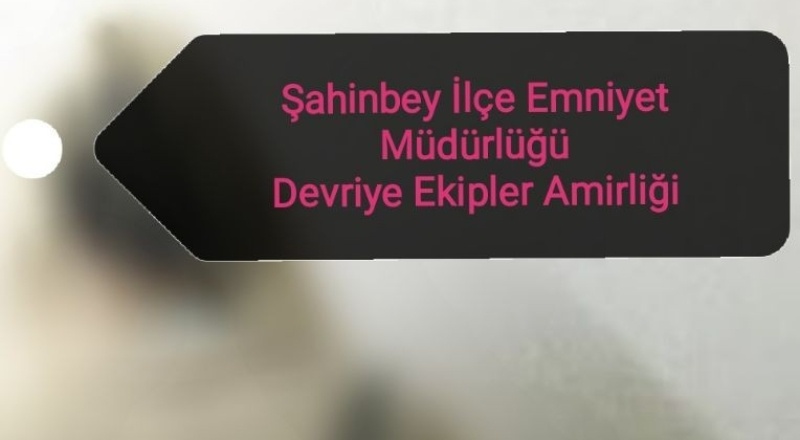 Şahinbey İlçe Emniyet
Müdürlüğü
Devriye Ekipler Amirliği